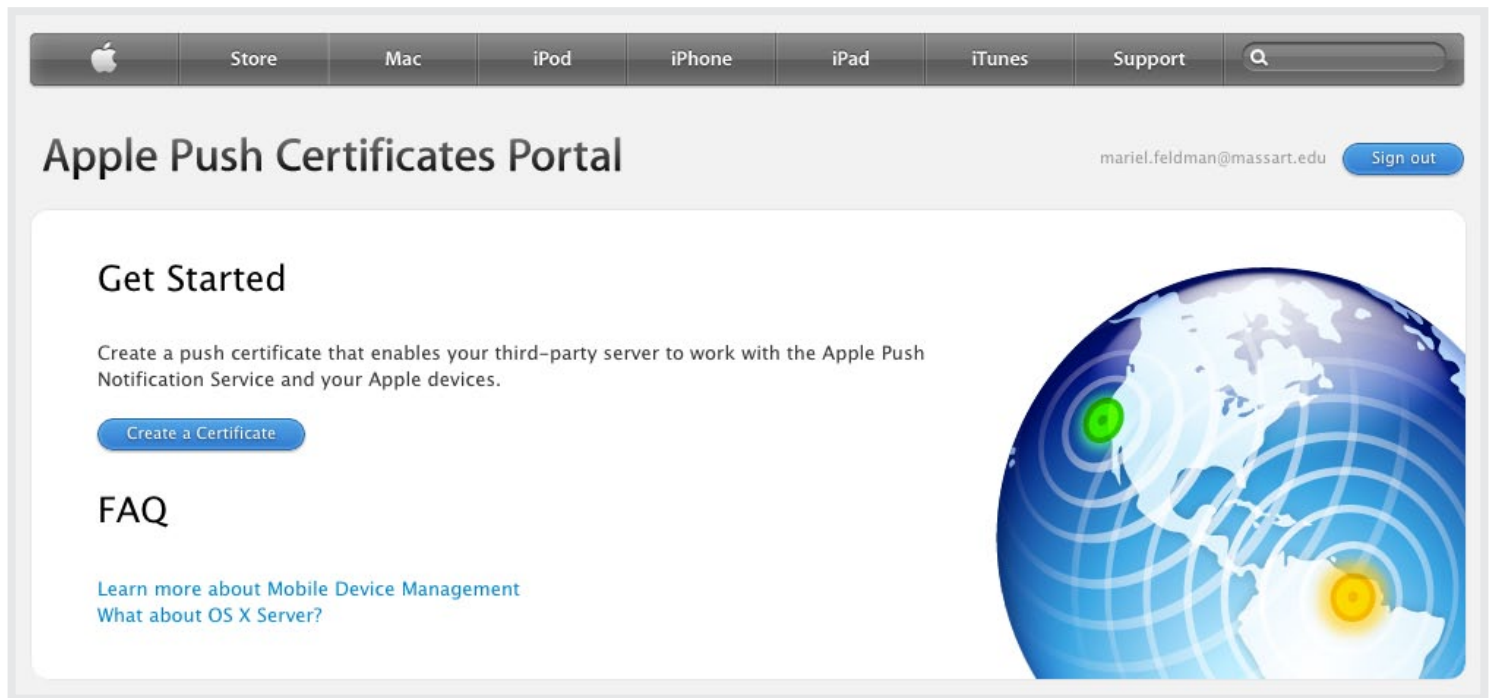 Store Mac iPod iPhone iPad iTunes Support
Apple Push Certificates Portal
mariel.feldman@massart.edu Sign out
Get Started
Create a push certificate that enables your third-party server to work with the Apple Push
Notification Service and your Apple devices.
Create a Certificate
FAQ
Learn more about Mobile Device Management
What about OS X Server?